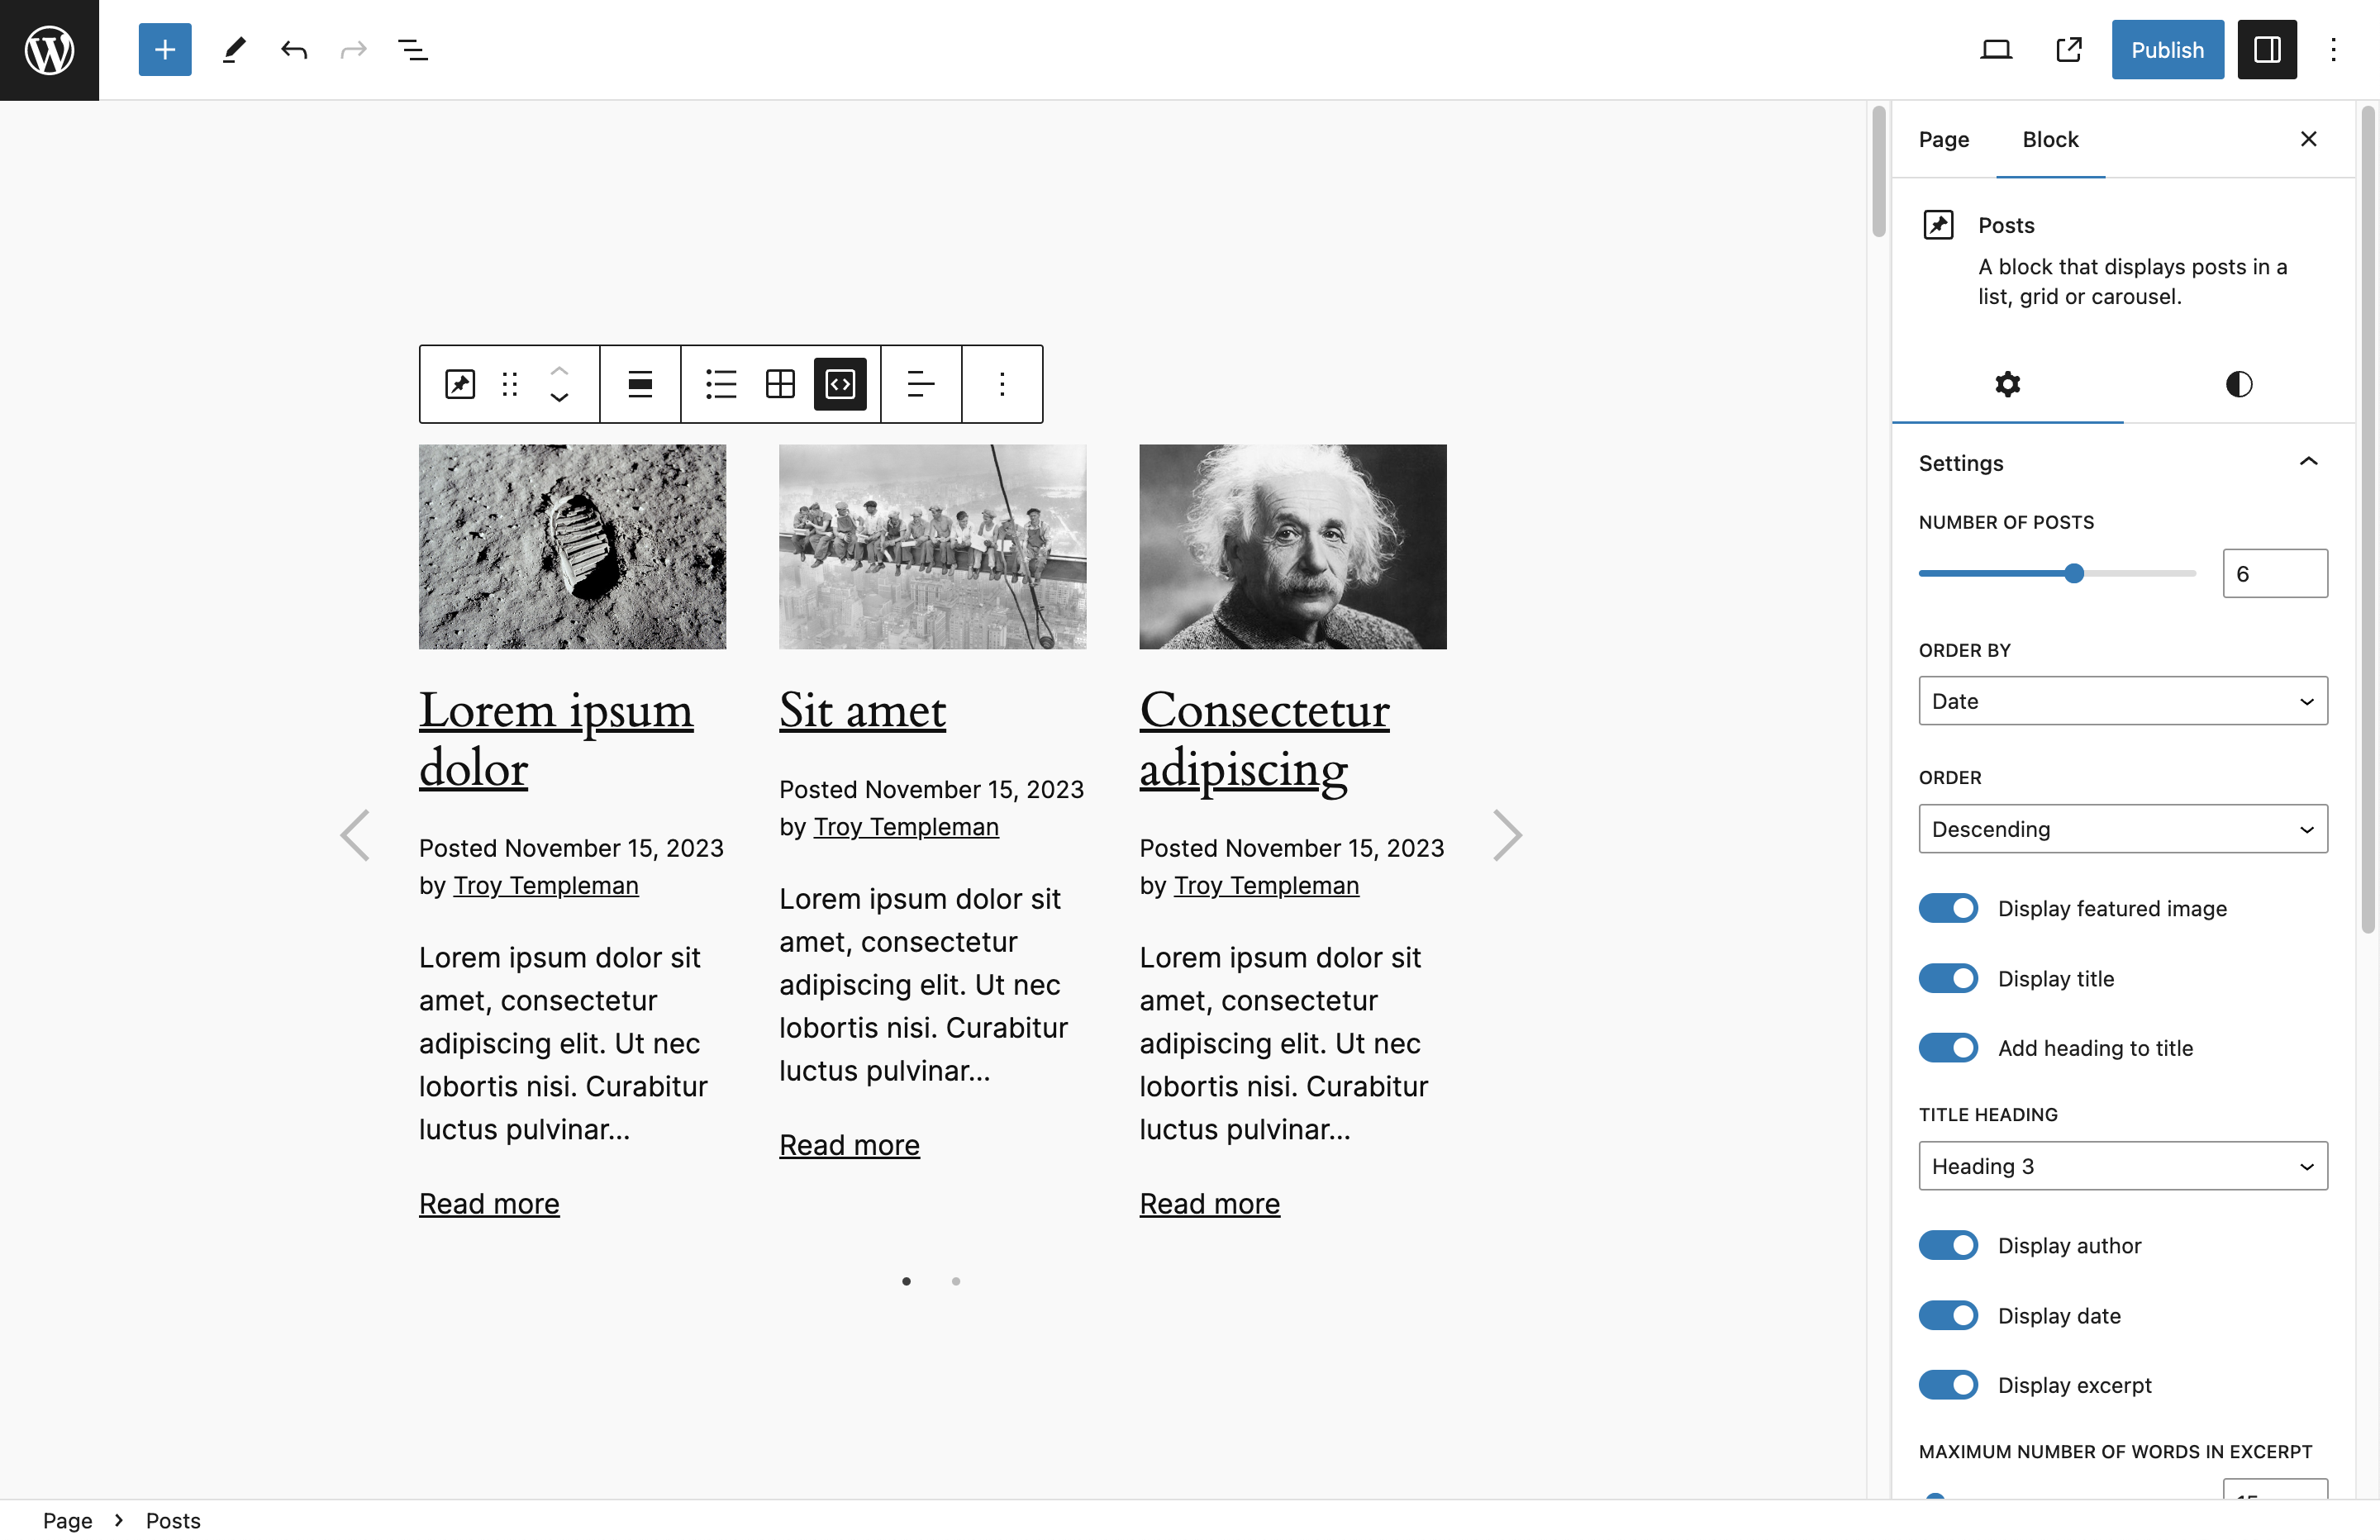 Publish
Page
Block
Posts
A block that displays posts in a
list, grid or carousel.
Settings
NUMBER OF POSTS
6
ORDER BY
Date
ORDER
Descending
Display featured image
Display title
Add heading to title
TITLE HEADING
Heading 3
Display author
Display date
Display excerpt
MAXIMUM NUMBER OF WORDS IN EXCERPT
Lorem ipsum
dolor
Posted November 15, 2023
by Troy Templeman
Lorem ipsum dolor sit
amet, consectetur
adipiscing elit. Ut nec
lobortis nisi. Curabitur
luctus pulvinar...
Read more
Sit amet
Posted November 15, 2023
by Troy Templeman
Lorem ipsum dolor sit
amet, consectetur
adipiscing elit. Ut nec
lobortis nisi. Curabitur
luctus pulvinar...
Read more
Consectetur
adipiscing
Posted November 15, 2023
by Troy Templeman
Lorem ipsum dolor sit
amet, consectetur
adipiscing elit. Ut nec
lobortis nisi. Curabitur
luctus pulvinar...
Read more
Page > Posts